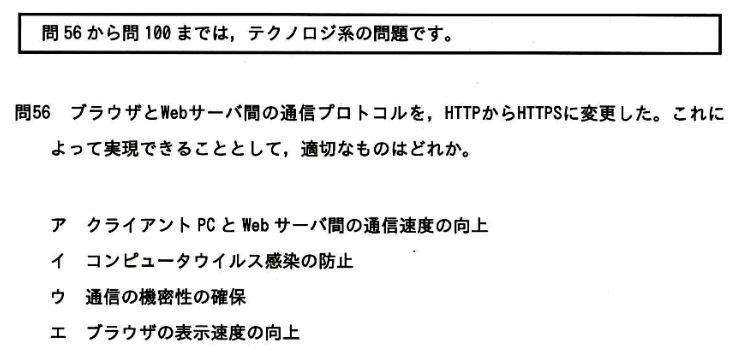 問 56 から問 100 までは，テクノロジ系の問題です。
問56 ブラウザとWebサーバ間の通信プロトコルを，HTTPからHTTPSに変更した。これに
よって実現できることとして，適切なものはどれか。
ア クライアント PC と Web サーバ間の通信速度の向上
イ コンピュータウイルス感染の防止
ウ 通信の機密性の確保
エ ブラウザの表示速度の向上